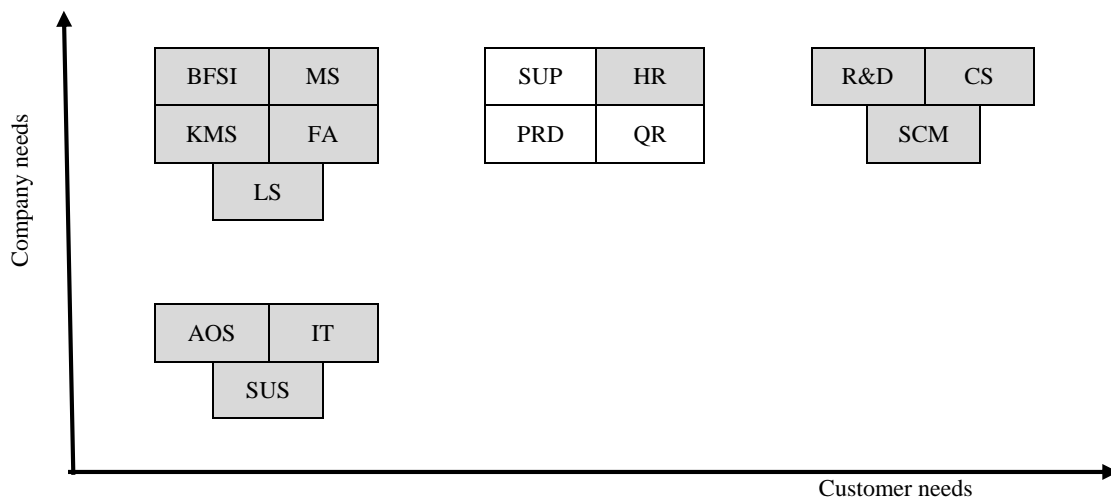 Company needs
BFSI MS
KMS FA
LS
SUP HR
PRD QR
R&D CS
SCM
AOS IT
SUS
Customer needs